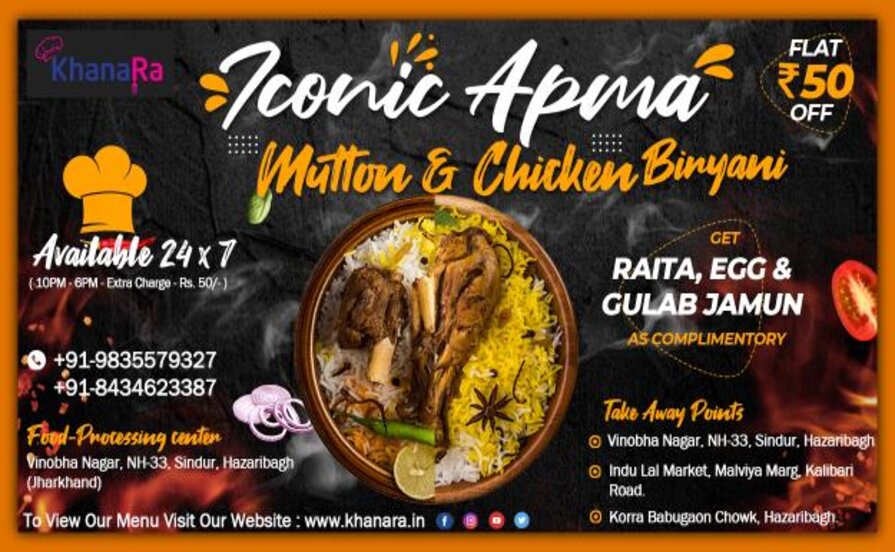 KhanaRa
Iconic Apma
FLAT
₹50
OFF
Mutton & Chicken Biryani
Available 24 x 7
( 10PM - 6PM - Extra Charge - Rs. 50/- )
+91-9835579327
+91-8434623387
Food-Processing center
Vinobha Nagar, NH-33, Sindur, Hazaribagh
(Jharkhand)
GET
RAITA, EGG &
GULAB JAMUN
AS COMPLIMENTORY
Take Away Points
Vinobha Nagar, NH-33, Sindur, Hazaribagh
Indu Lal Market, Malviya Marg, Kalibari
Road.
Korra Babugaon Chowk, Hazaribagh.
To View Our Menu Visit Our Website : www.khanara.in